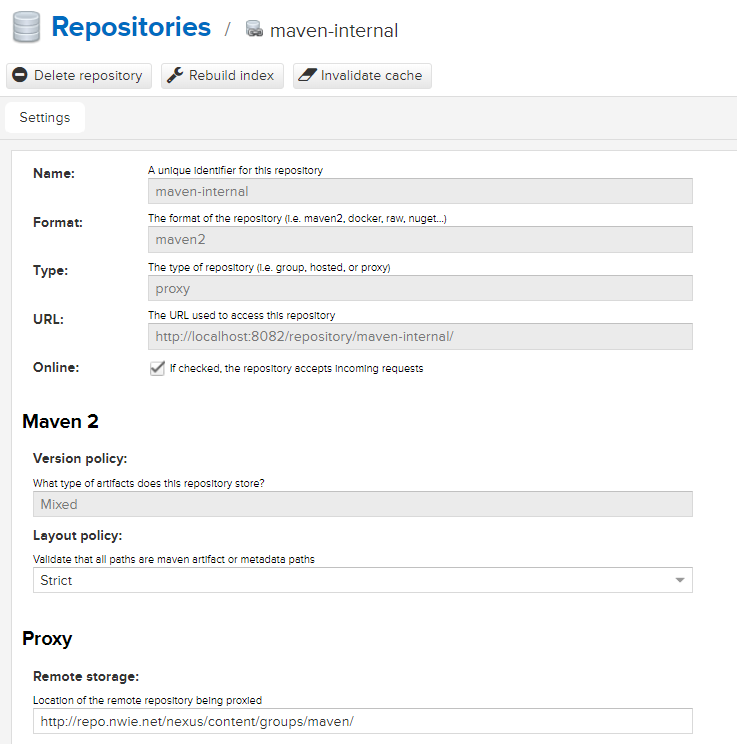 Repositories / maven-internal
Delete repository Rebuild index Invalidate cache
Settings
Name: A unique identifier for this repository
maven-internal
Format: The format of the repository (i.e. maven2, docker, raw, nuget...)
maven2
Type: The type of repository (i.e. group, hosted, or proxy)
proxy
URL: The URL used to access this repository
http://localhost:8082/repository/maven-internal/
Online: If checked, the repository accepts incoming requests
Maven 2
Version policy:
What type of artifacts does this repository store?
Mixed
Layout policy:
Validate that all paths are maven artifact or metadata paths
Strict
Proxy
Remote storage:
Location of the remote repository being proxied
http://repo.nwie.net/nexus/content/groups/maven/